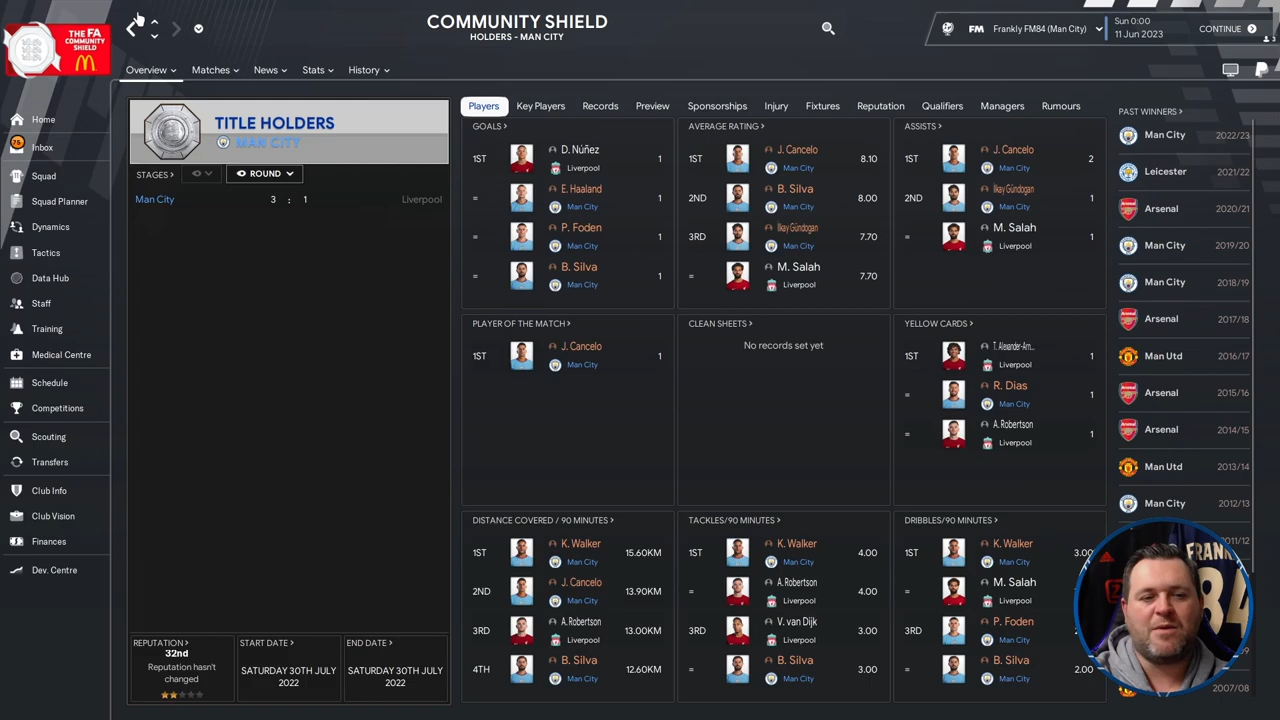 COMMUNITY SHIELD
HOLDERS - MAN CITY
FM Frankly FM84 (Man City)
Sun 0:00
11 Jun 2023
CONTINUE
3
THE FA
COMMUNITY
SHIELD
Overview
Matches
News
Stats
History
Home
75
Inbox
Squad
Squad Planner
Dynamics
Tactics
Data Hub
Staff
Training
Medical Centre
Schedule
Competitions
Scouting
Transfers
Club Info
Club Vision
Finances
Dev. Centre
TITLE HOLDERS
MAN CITY
STAGES>
ROUND
Man City 3 : 1 Liverpool
REPUTATION>
32nd
Reputation hasn't
changed
START DATE >
SATURDAY 30TH JULY
2022
END DATE >
SATURDAY 30TH JULY
2022
Players
Key Players
Records
Preview
Sponsorships
Injury
Fixtures
Reputation
Qualifiers
Managers
Rumours
GOALS >
1ST D. Núñez 1
Liverpool
= E. Haaland 1
Man City
= P. Foden 1
Man City
= B. Silva 1
Man City
AVERAGE RATING >
1ST J. Cancelo 8.10
Man City
2ND B. Silva 8.00
Man City
3RD Ilkay Gündogan 7.70
Man City
= M. Salah 7.70
Liverpool
ASSISTS >
1ST J. Cancelo 2
Man City
2ND Ilkay Gündogan 1
Man City
= M. Salah 1
Liverpool
PLAYER OF THE MATCH >
1ST J. Cancelo 1
Man City
CLEAN SHEETS >
No records set yet
YELLOW CARDS >
1ST T. Alexander-Arn... 1
Liverpool
= R. Dias 1
Man City
= A. Robertson 1
Liverpool
DISTANCE COVERED / 90 MINUTES >
1ST K. Walker 15.60KM
Man City
2ND J. Cancelo 13.90KM
Man City
3RD A. Robertson 13.00KM
Liverpool
4TH B. Silva 12.60KM
Man City
TACKLES/90 MINUTES >
1ST K. Walker 4.00
Man City
= A. Robertson 4.00
Liverpool
3RD V. van Dijk 3.00
Liverpool
= B. Silva 3.00
Man City
DRIBBLES/90 MINUTES >
1ST K. Walker 3.00
Man City
= M. Salah
Liverpool
3RD P. Foden
Man City
= B. Silva 2.00
Man City
PAST WINNERS >
Man City 2022/23
Leicester 2021/22
Arsenal 2020/21
Man City 2019/20
Man City 2018/19
Arsenal 2017/18
Man Utd 2016/17
Arsenal 2015/16
Arsenal 2014/15
Man Utd 2013/14
Man City 2012/13
2011/12
2007/08
FRANK
84